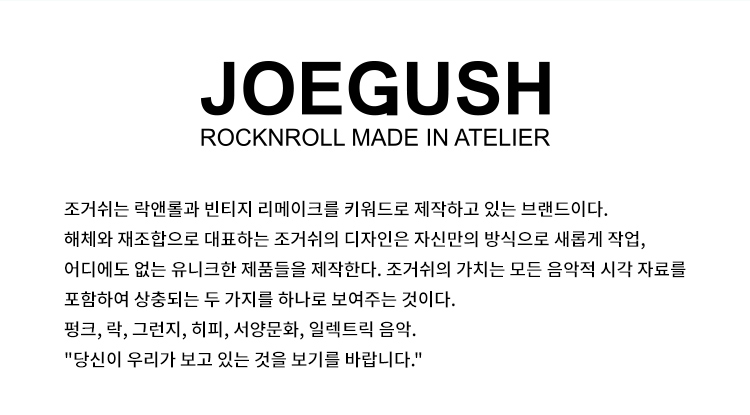 JOEGUSH
ROCKNROLL MADE IN ATELIER
조거쉬는 락앤롤과 빈티지 리메이크를 키워드로 제작하고 있는 브랜드이다.
해체와 재조합으로 대표하는 조거쉬의 디자인은 자신만의 방식으로 새롭게 작업,
어디에도 없는 유니크한 제품들을 제작한다. 조거쉬의 가치는 모든 음악적 시각 자료를
포함하여 상충되는 두 가지를 하나로 보여주는 것이다.
펑크, 락, 그런지, 히피, 서양문화, 일렉트릭 음악.
"당신이 우리가 보고 있는 것을 보기를 바랍니다."